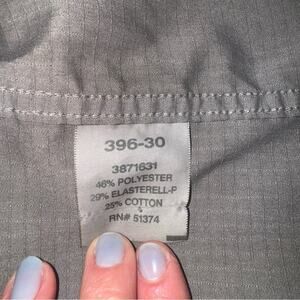 396-30
3871631
46% POLYESTER
29% ELASTERELL-P
25% COTTON
RN# 51374